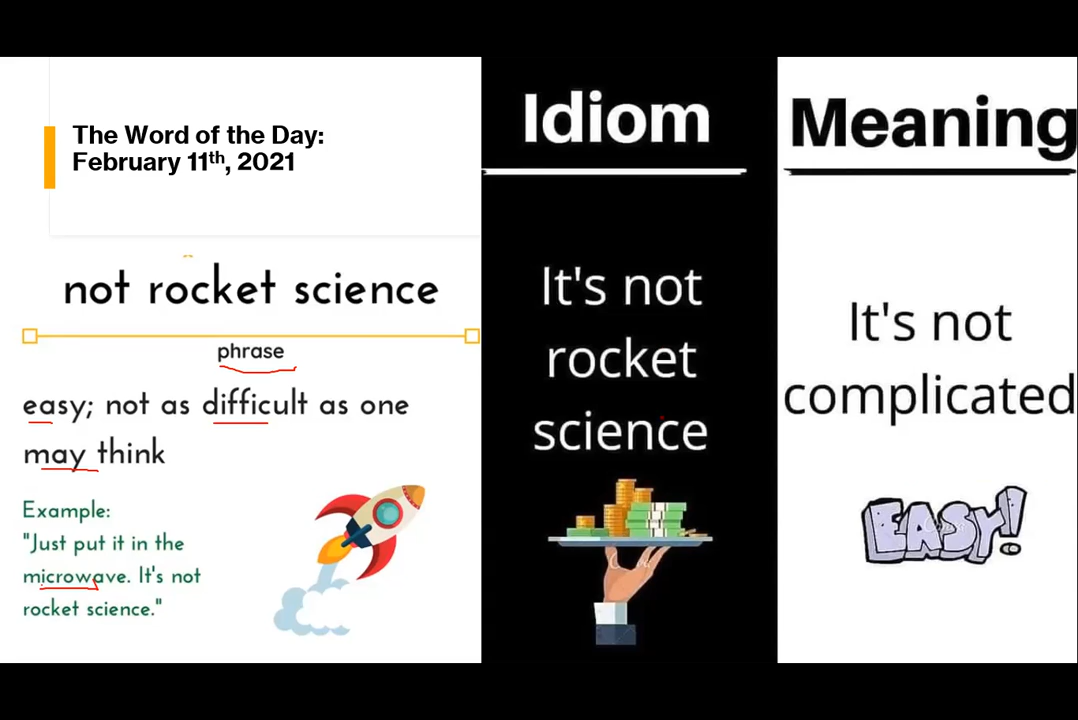 The Word of the Day:
February 11th, 2021
not rocket science
phrase
easy; not as difficult as one
may think
Example:
"Just put it in the
microwave. It's not
rocket science."
Idiom
It's not
rocket
science
Meaning
It's not
complicated
EASY!